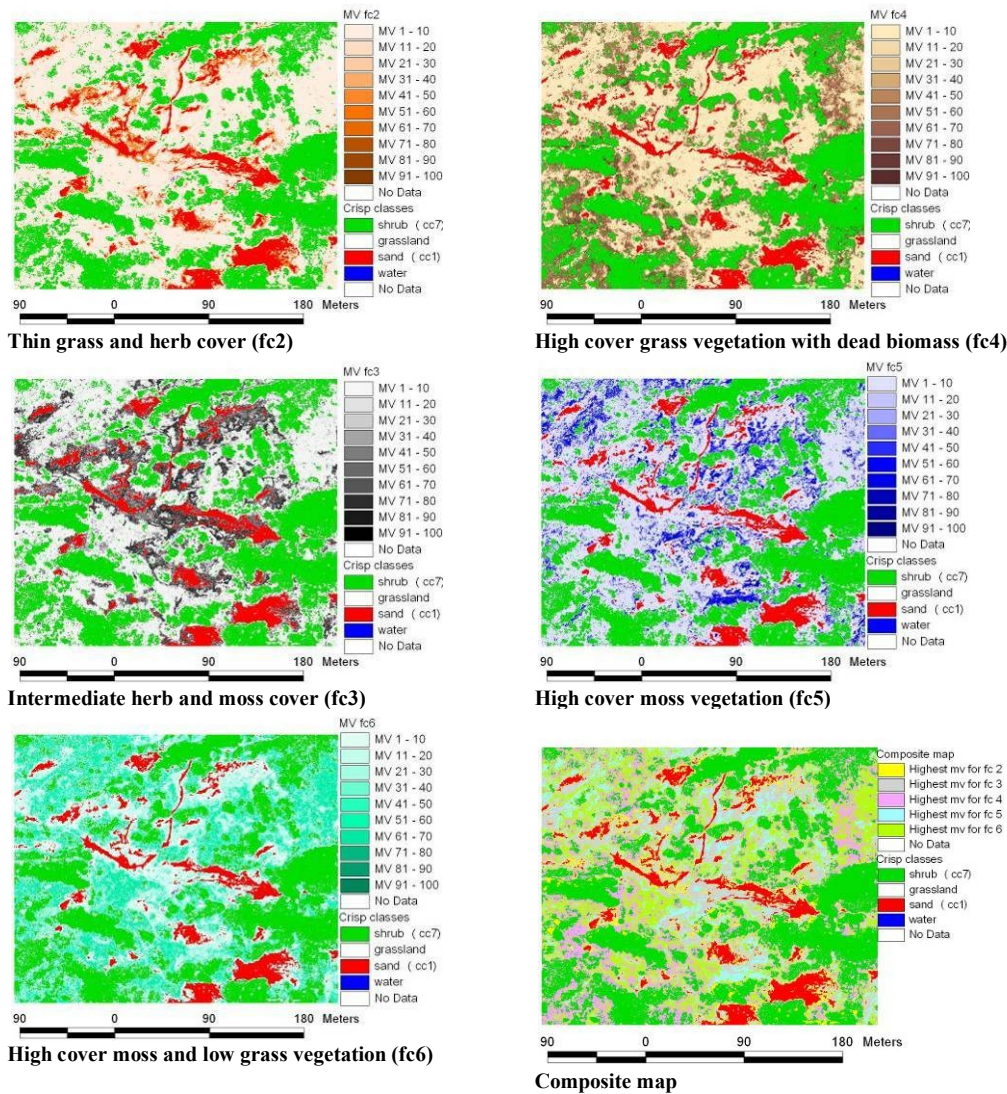 MV fc2
MV 1 - 10
MV 11 - 20
MV 21 - 30
MV 31 - 40
MV 41 - 50
MV 51 - 60
MV 61 - 70
MV 71 - 80
MV 81 - 90
MV 91 - 100
No Data
Crisp classes
shrub ( cc7)
grassland
sand ( cc1)
water
No Data
90 0 90 180 Meters
Thin grass and herb cover (fc2)
MV fc4
MV 1 - 10
MV 11 - 20
MV 21 - 30
MV 31 - 40
MV 41 - 50
MV 51 - 60
MV 61 - 70
MV 71 - 80
MV 81 - 90
MV 91 - 100
No Data
Crisp classes
shrub ( cc7)
grassland
sand ( cc1)
water
No Data
90 0 90 180 Meters
High cover grass vegetation with dead biomass (fc4)
MV fc3
MV 1 - 10
MV 11 - 20
MV 21 - 30
MV 31 - 40
MV 41 - 50
MV 51 - 60
MV 61 - 70
MV 71 - 80
MV 81 - 90
MV 91 - 100
No Data
Crisp classes
shrub ( cc7)
grassland
sand ( cc1)
water
No Data
90 0 90 180 Meters
Intermediate herb and moss cover (fc3)
MV fc5
MV 1 - 10
MV 11 - 20
MV 21 - 30
MV 31 - 40
MV 41 - 50
MV 51 - 60
MV 61 - 70
MV 71 - 80
MV 81 - 90
MV 91 - 100
No Data
Crisp classes
shrub ( cc7)
grassland
sand ( cc1)
water
No Data
90 0 90 180 Meters
High cover moss vegetation (fc5)
MV fc6
MV 1 - 10
MV 11 - 20
MV 21 - 30
MV 31 - 40
MV 41 - 50
MV 51 - 60
MV 61 - 70
MV 71 - 80
MV 81 - 90
MV 91 - 100
No Data
Crisp classes
shrub ( cc7)
grassland
sand ( cc1)
water
No Data
90 0 90 180 Meters
High cover moss and low grass vegetation (fc6)
Composite map
Highest mv for fc 2
Highest mv for fc 3
Highest mv for fc 4
Highest mv for fc 5
Highest mv for fc 6
No Data
Crisp classes
shrub ( cc7)
grassland
sand ( cc1)
water
No Data
90 0 90 180 Meters
Composite map